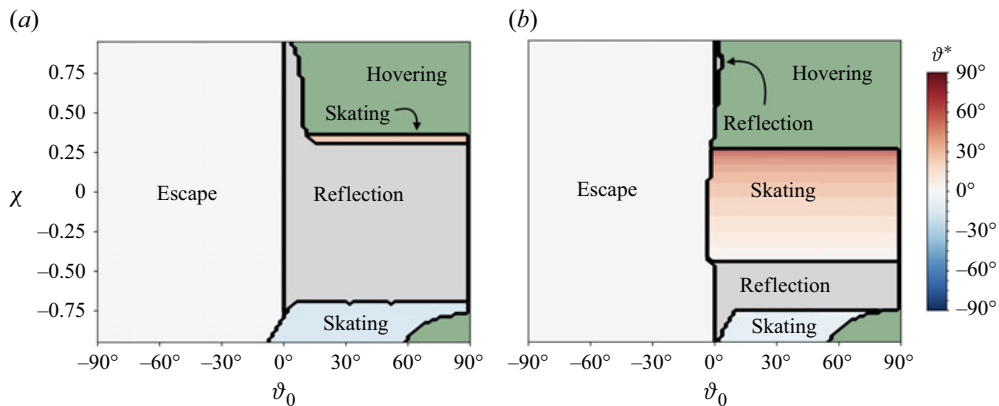 (a)
(b)
ϑ*
0.75
0.50
0.25
0
−0.25
−0.50
−0.75
χ
Hovering
Skating
Escape
Reflection
Skating
−90°
−60°
−30°
0°
30°
60°
90°
ϑ0
Hovering
Reflection
Escape
Skating
Reflection
Skating
−90°
−60°
−30°
0°
30°
60°
90°
ϑ0
90°
60°
30°
0°
−30°
−60°
−90°